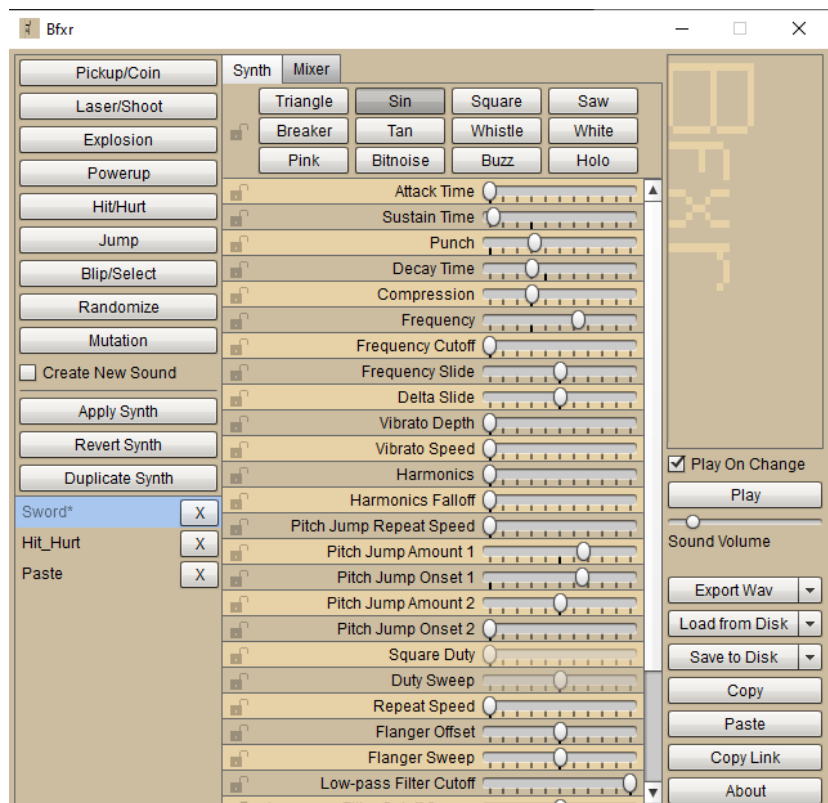 Bfxr
Pickup/Coin
Laser/Shoot
Explosion
Powerup
Hit/Hurt
Jump
Blip/Select
Randomize
Mutation
Create New Sound
Apply Synth
Revert Synth
Duplicate Synth
Sword* X
Hit_Hurt X
Paste X
Synth Mixer
Triangle Sin Square Saw
Breaker Tan Whistle White
Pink Bitnoise Buzz Holo
Attack Time
Sustain Time
Punch
Decay Time
Compression
Frequency
Frequency Cutoff
Frequency Slide
Delta Slide
Vibrato Depth
Vibrato Speed
Harmonics
Harmonics Falloff
Pitch Jump Repeat Speed
Pitch Jump Amount 1
Pitch Jump Onset 1
Pitch Jump Amount 2
Pitch Jump Onset 2
Square Duty
Duty Sweep
Repeat Speed
Flanger Offset
Flanger Sweep
Low-pass Filter Cutoff
Bfxr
Play On Change
Play
Sound Volume
Export Wav
Load from Disk
Save to Disk
Copy
Paste
Copy Link
About